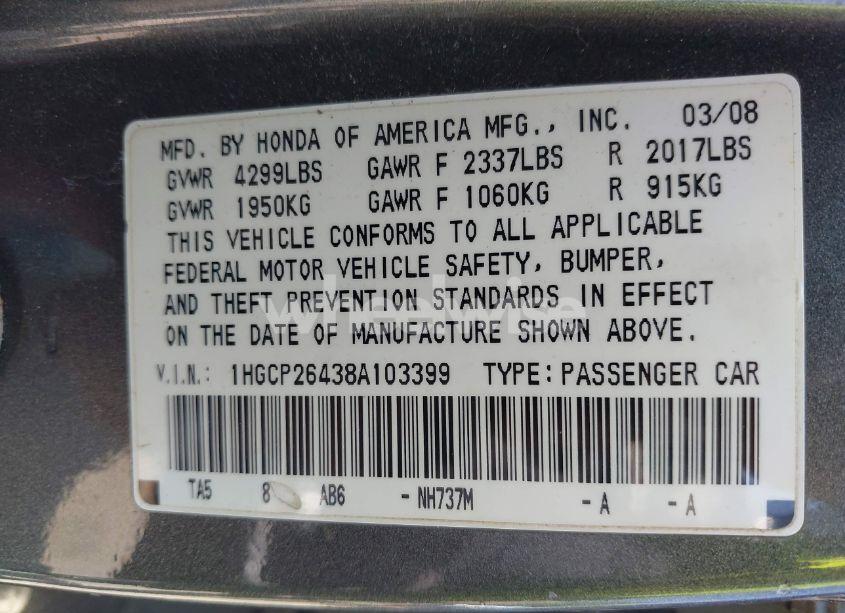 MFD. BY HONDA OF AMERICA MFG., INC. 03/08
GVWR 4299LBS GAWR F 2337LBS R 2017LBS
GVWR 1950KG GAWR F 1060KG R 915KG
THIS VEHICLE CONFORMS TO ALL APPLICABLE
FEDERAL MOTOR VEHICLE SAFETY, BUMPER,
AND THEFT PREVENTION STANDARDS IN EFFECT
wheelwise
ON THE DATE OF MANUFACTURE SHOWN ABOVE.
V.I.N.: 1HGCP26438A103399 TYPE: PASSENGER CAR
TA5 8 AB6 - NH737M - A - A